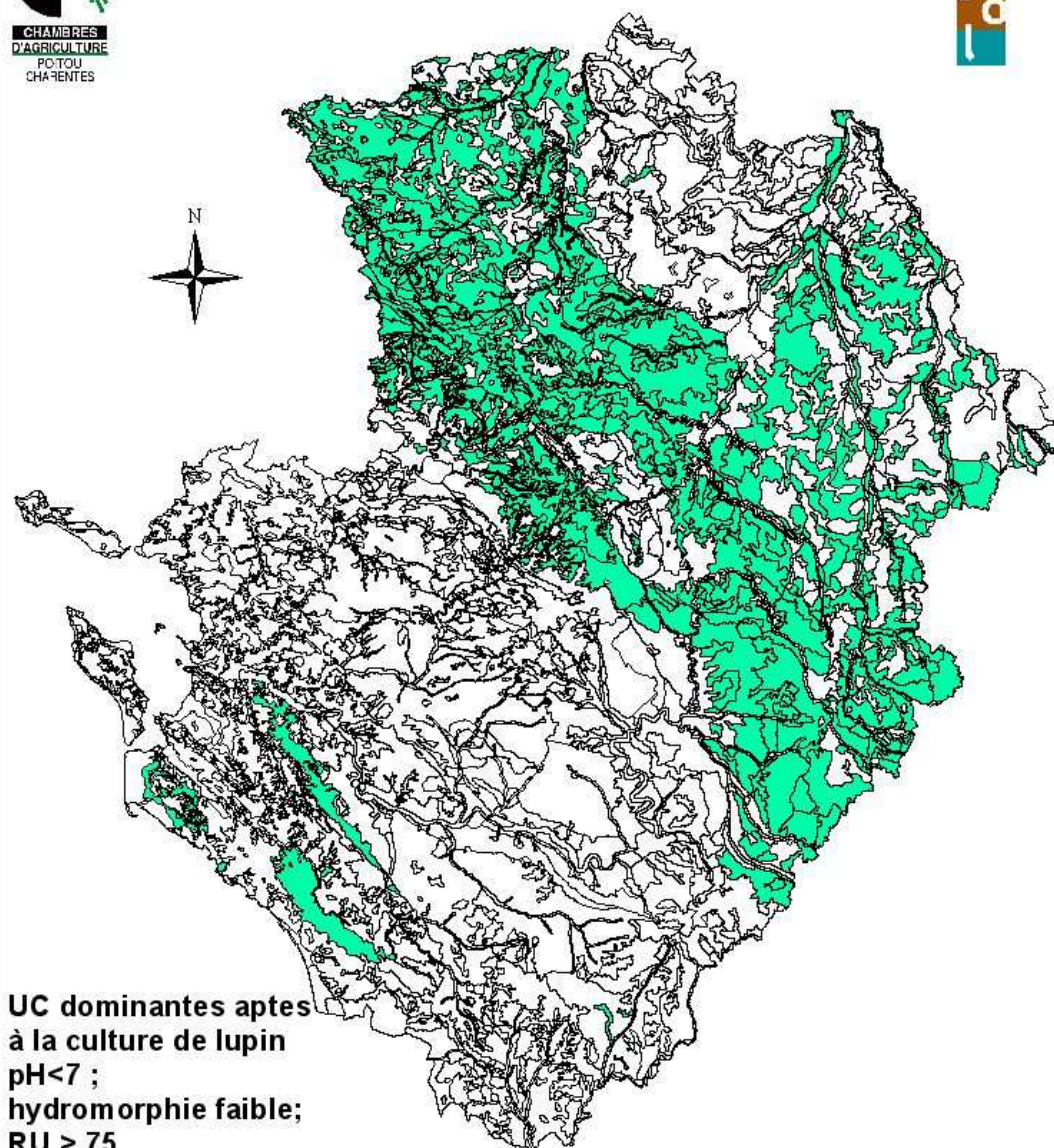 CHAMBRES
D'AGRICULTURE
POITOU
CHARENTES
N
UC dominantes aptes
à la culture de lupin
pH<7 ;
hydromorphie faible;
RU > 75